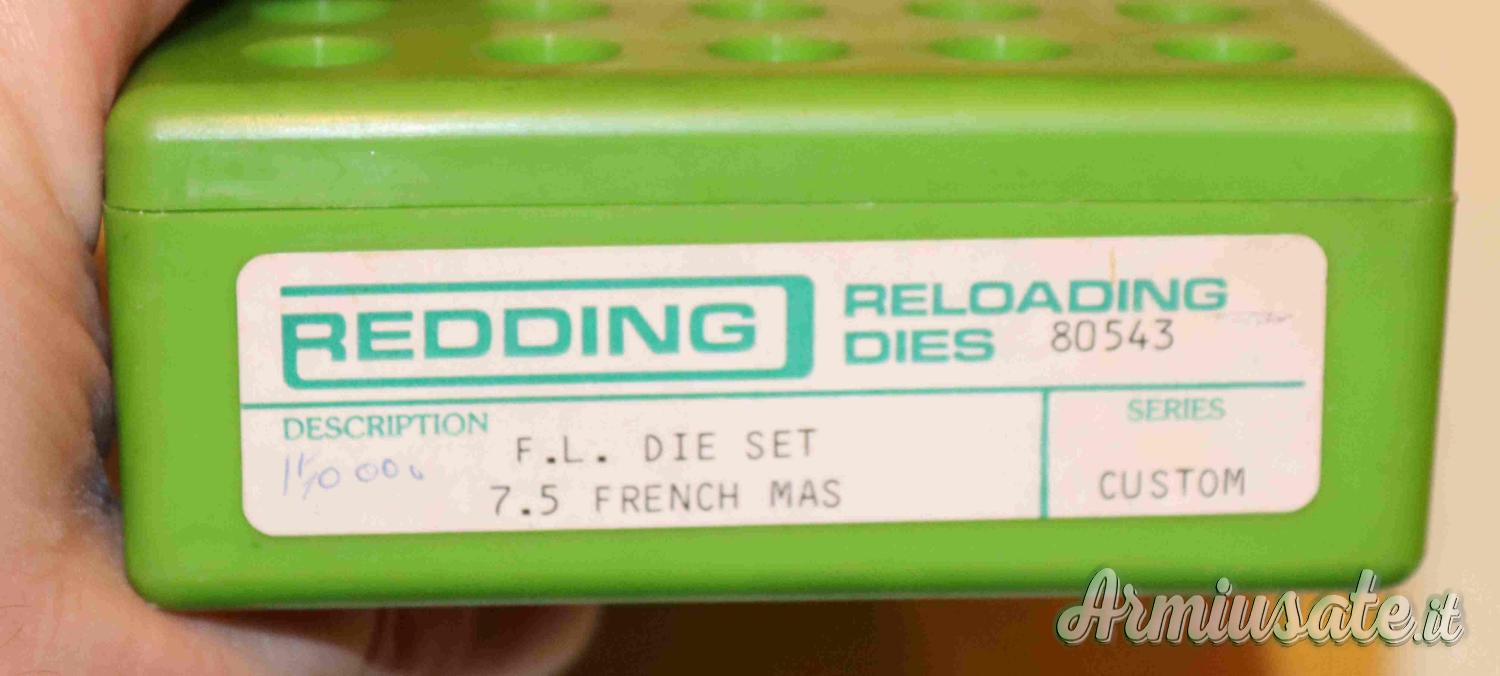 REDDING
RELOADING
DIES 80543
DESCRIPTION
F.L. DIE SET
7.5 FRENCH MAS
SERIES
CUSTOM
Armiusate.it